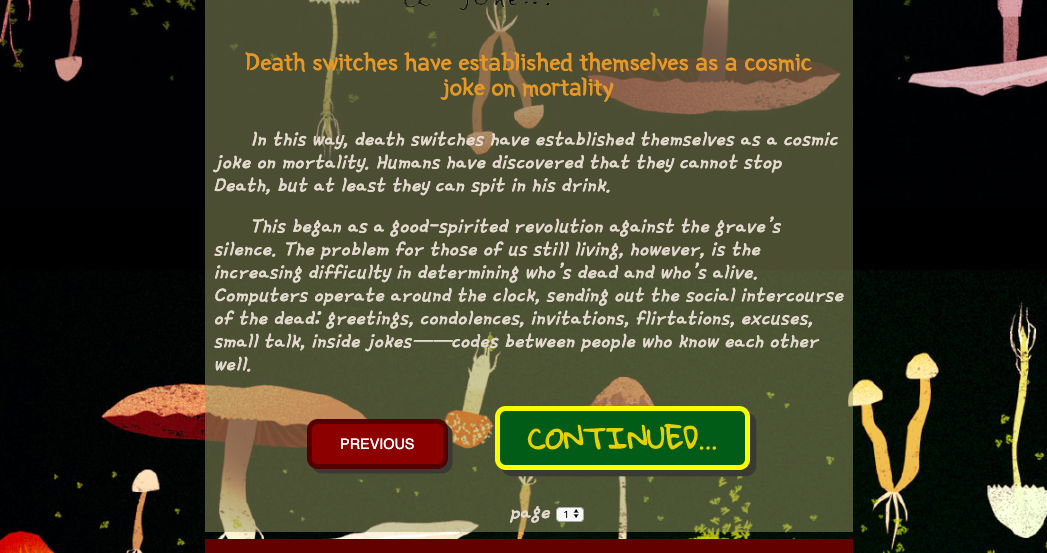 a joke...
Death switches have established themselves as a cosmic
joke on mortality
In this way, death switches have established themselves as a cosmic
joke on mortality. Humans have discovered that they cannot stop
Death, but at least they can spit in his drink.
This began as a good-spirited revolution against the grave's
silence. The problem for those of us still living, however, is the
increasing difficulty in determining who's dead and who's alive.
Computers operate around the clock, sending out the social intercourse
of the dead: greetings, condolences, invitations, flirtations, excuses,
small talk, inside jokes——codes between people who know each other
well.
PREVIOUS
CONTINUED...
page 1